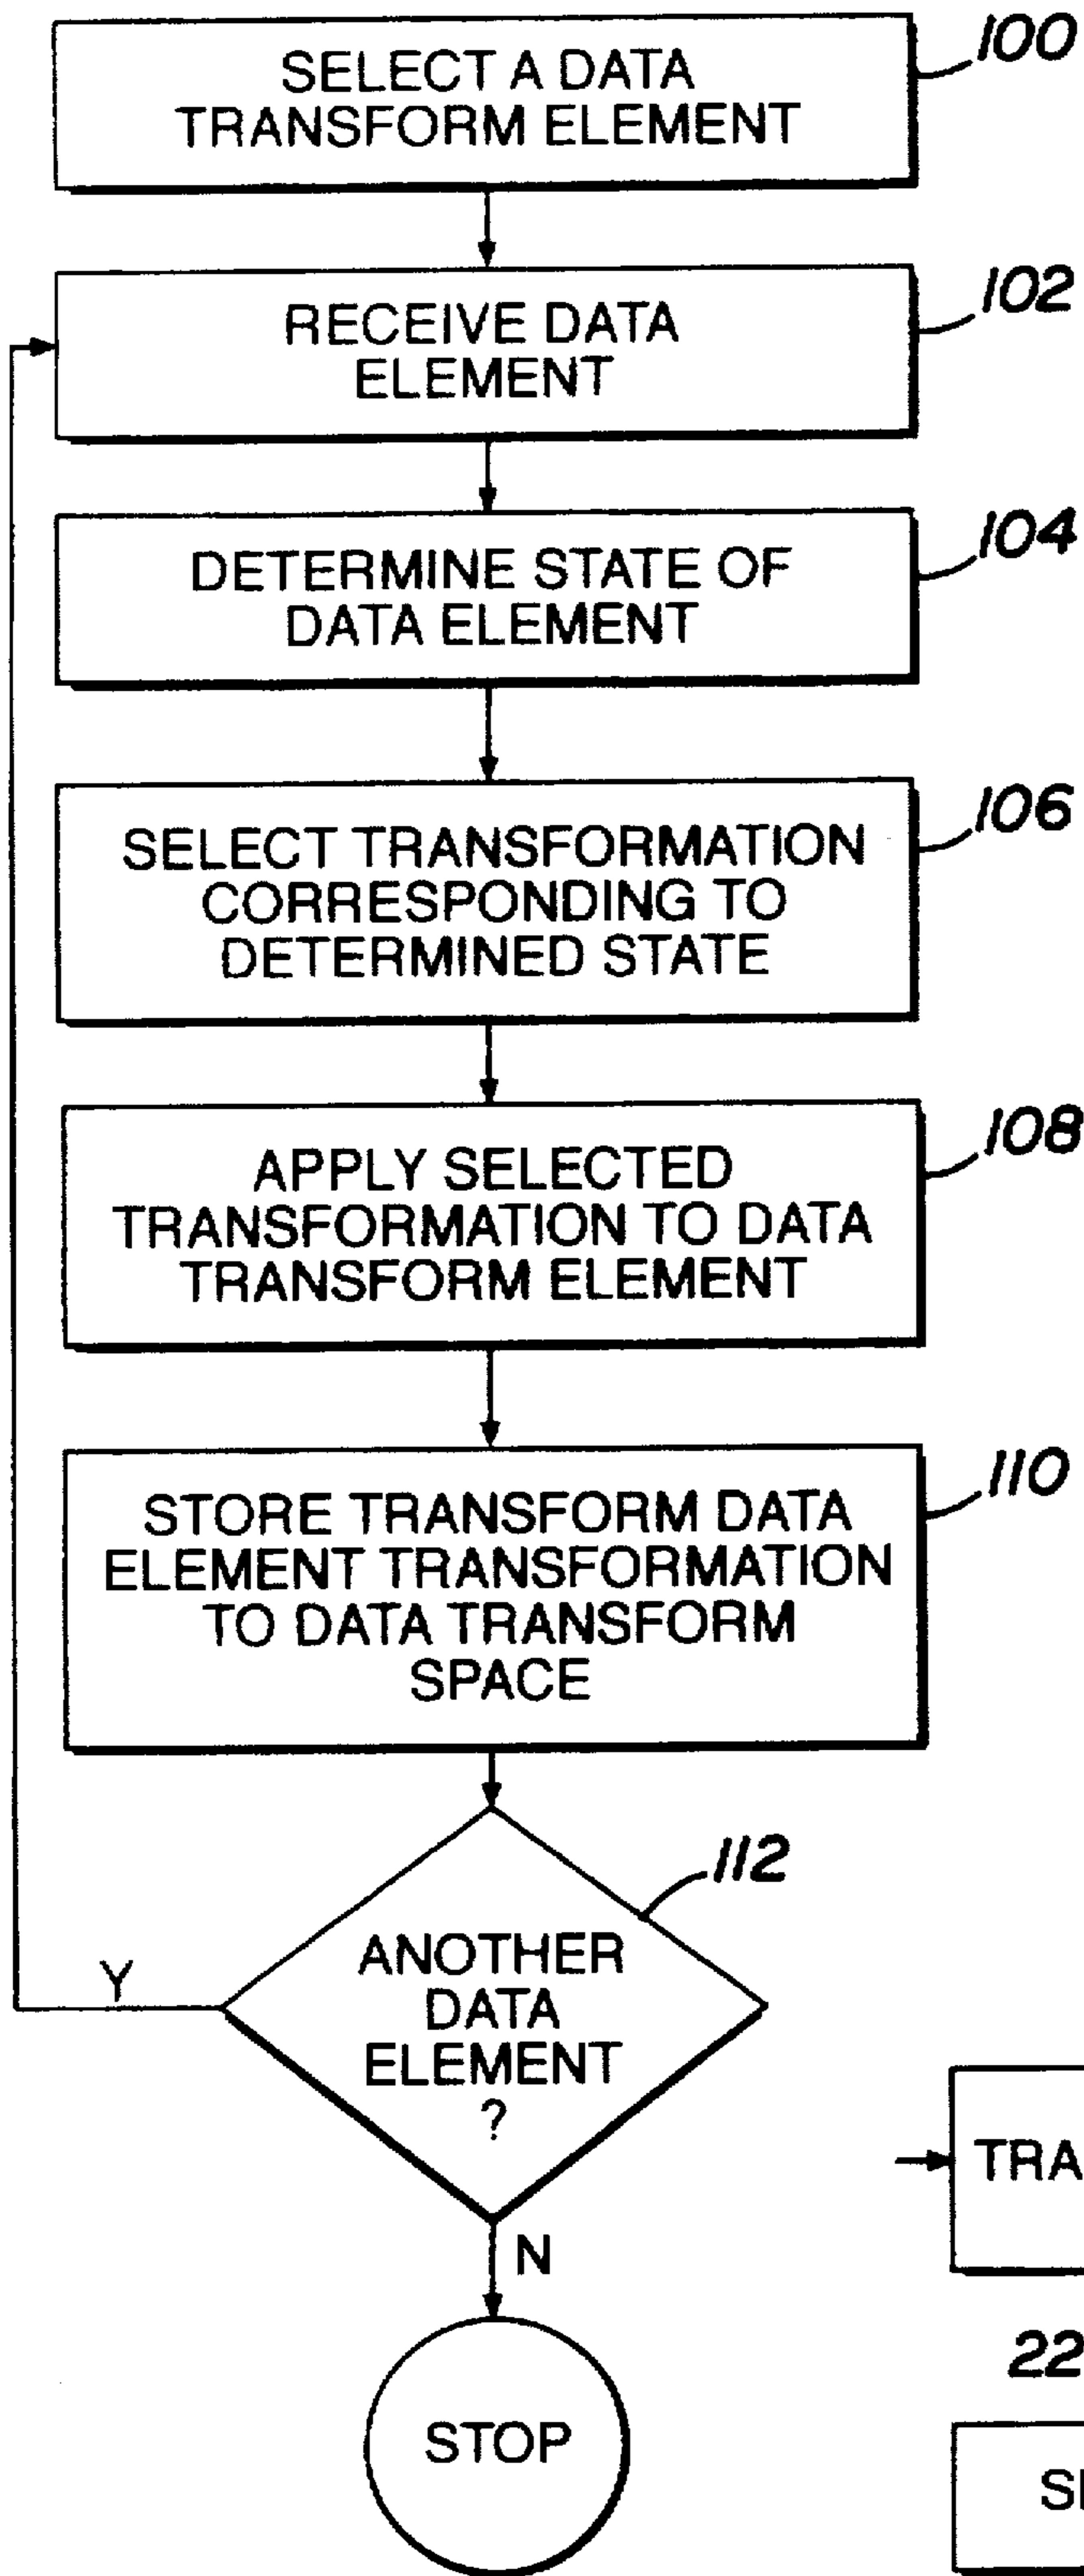 SELECT A DATA
TRANSFORM ELEMENT
100
RECEIVE DATA
ELEMENT
102
DETERMINE STATE OF
DATA ELEMENT
104
SELECT TRANSFORMATION
CORRESPONDING TO
DETERMINED STATE
106
APPLY SELECTED
TRANSFORMATION TO DATA
TRANSFORM ELEMENT
108
STORE TRANSFORM DATA
ELEMENT TRANSFORMATION
TO DATA TRANSFORM
SPACE
110
112
ANOTHER
DATA
ELEMENT
?
Y
N
STOP
TRA
22